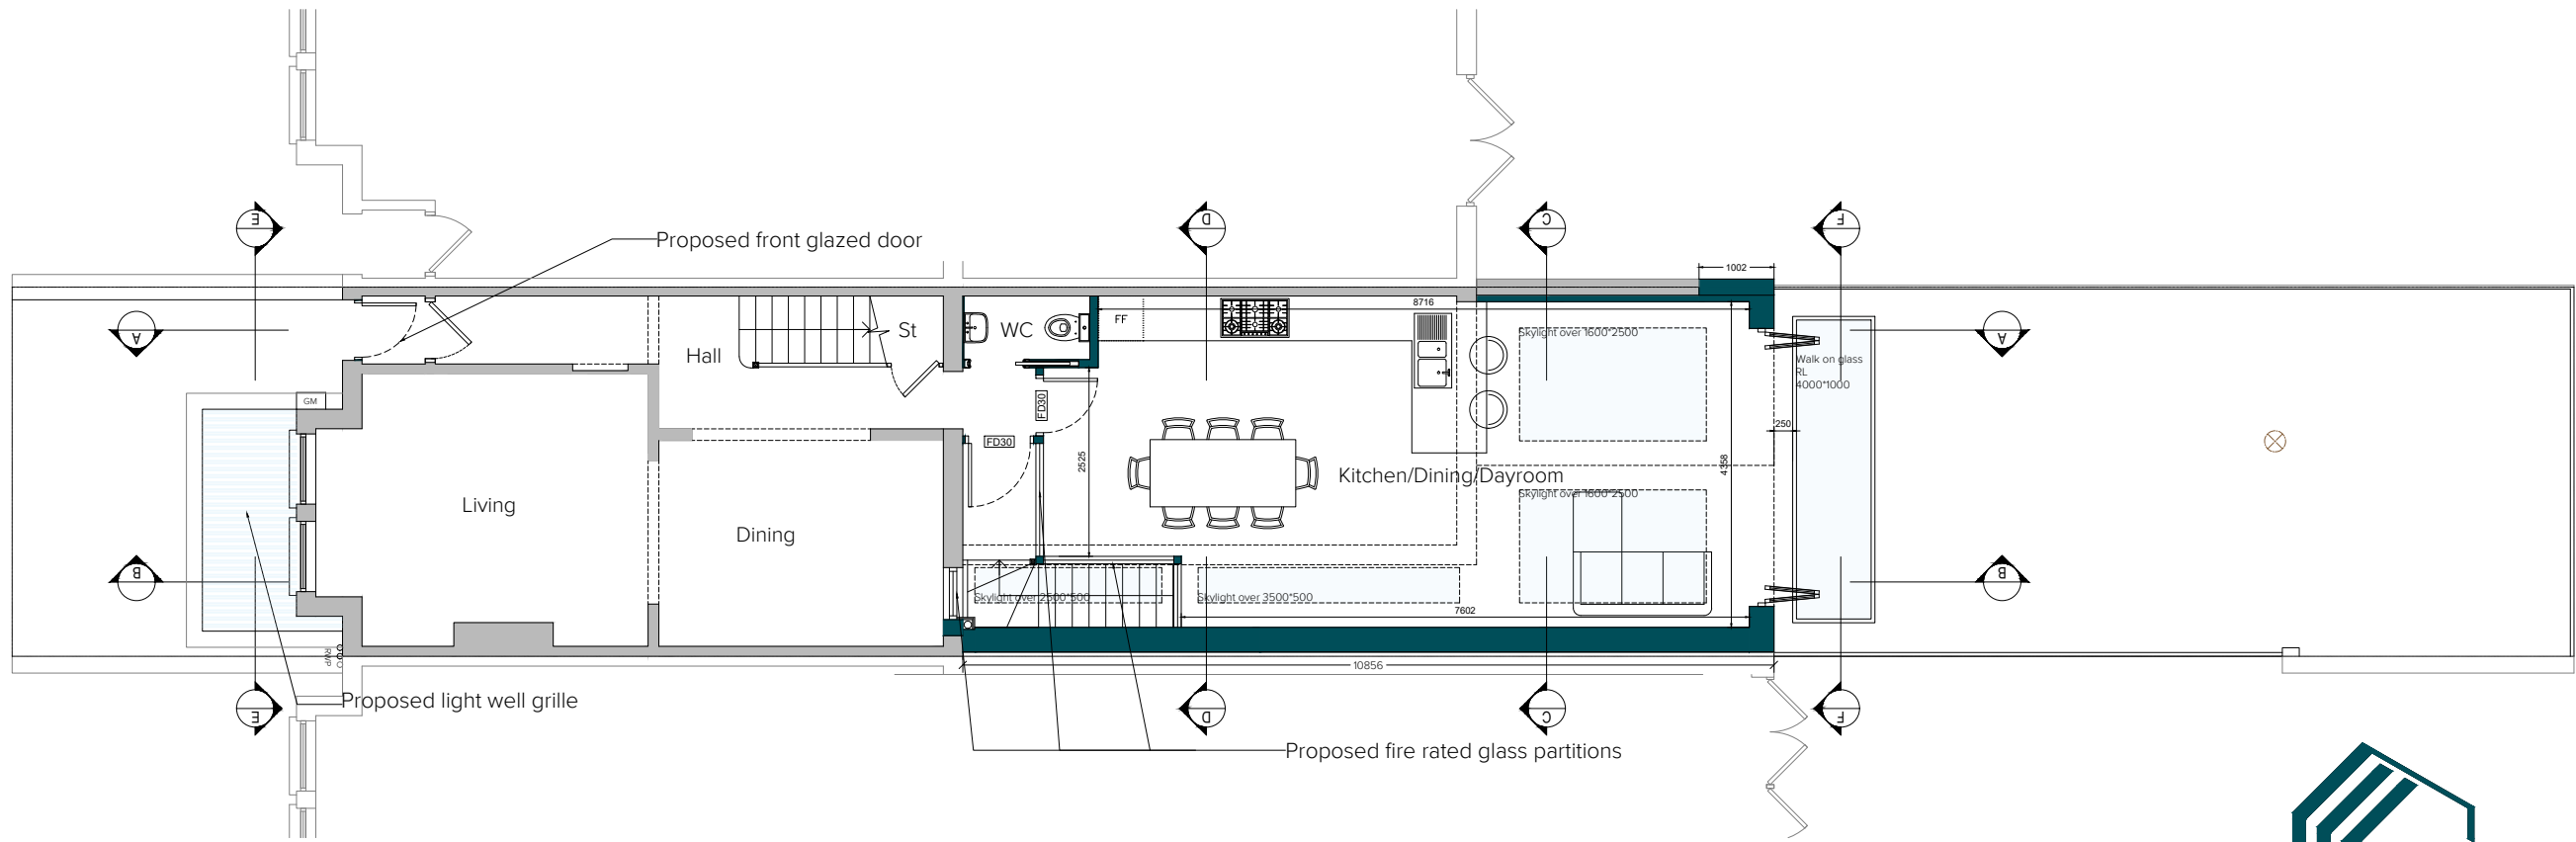 E
D
C
F
Proposed front glazed door
1002
8716
A
St
WC
FF
Skylight over 1600*2500
A
Hall
Walk on glass
RL
4000*1000
GM
FD30
FD30
250
2525
4358
Kitchen/Dining/Dayroom
Skylight over 1600*2500
Living
Dining
B
Skylight over 2500*500
Skylight over 3500*500
7602
B
RWP
10856
Proposed light well grille
E
D
C
F
Proposed fire rated glass partitions